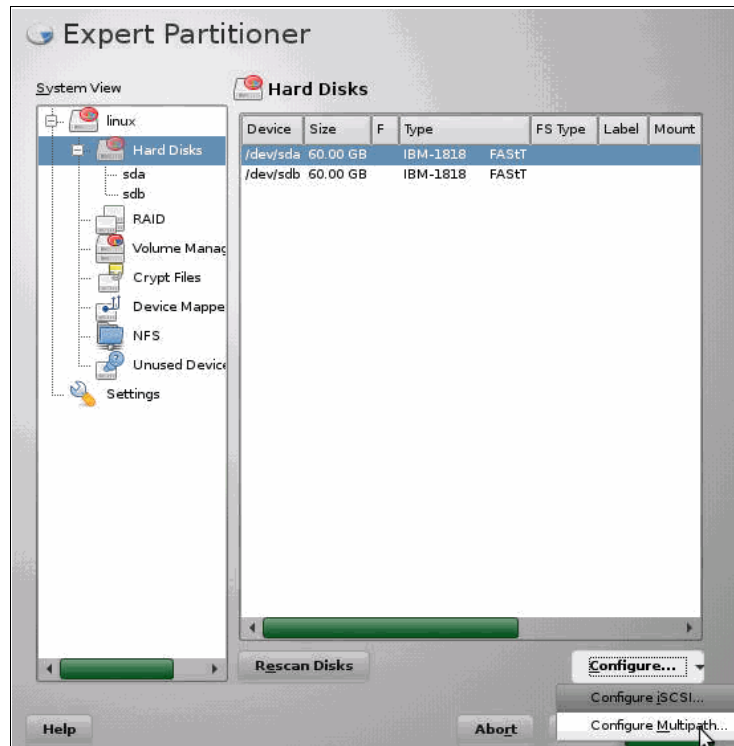 Expert Partitioner
System View
linux
Hard Disks
sda
sdb
RAID
Volume Manag
Crypt Files
Device Mappe
NFS
Unused Device
Settings
Hard Disks
Device Size F Type FS Type Label Mount
/dev/sda 60.00 GB IBM-1818 FAStT
/dev/sdb 60.00 GB IBM-1818 FAStT
Rescan Disks
Configure...
Configure iSCSI...
Configure Multipath...
Help
Abort